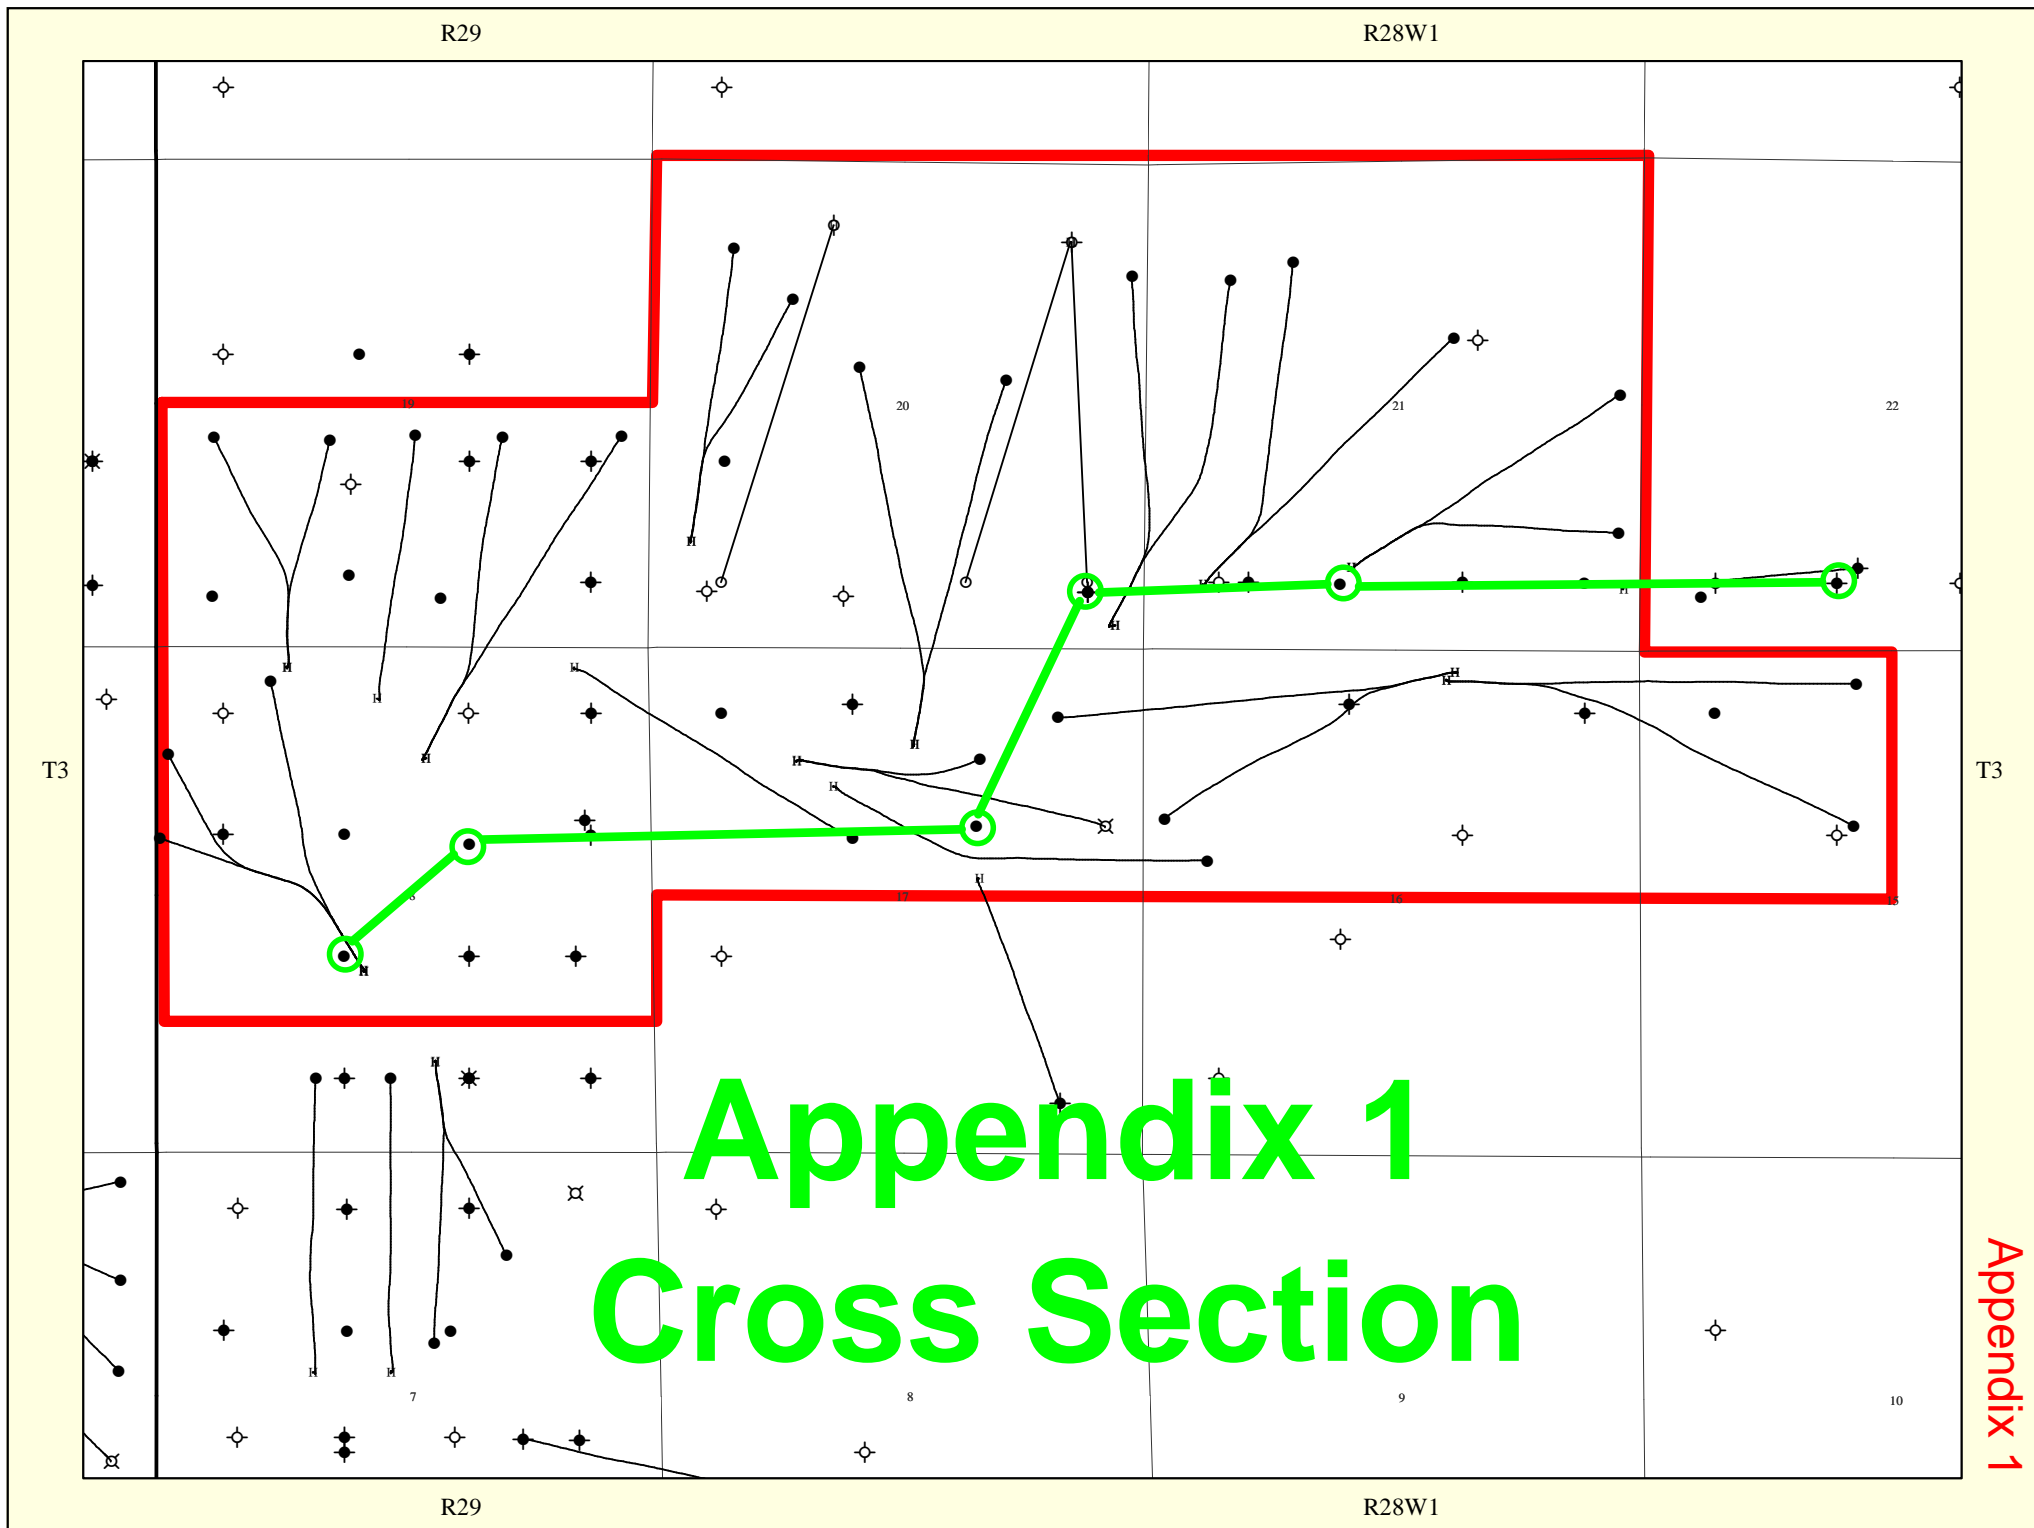 R29 R28W1
19 20 21 22
T3 T3
17 16 15
Appendix 1
Cross Section
Appendix 1
7 8 9 10
R29 R28W1